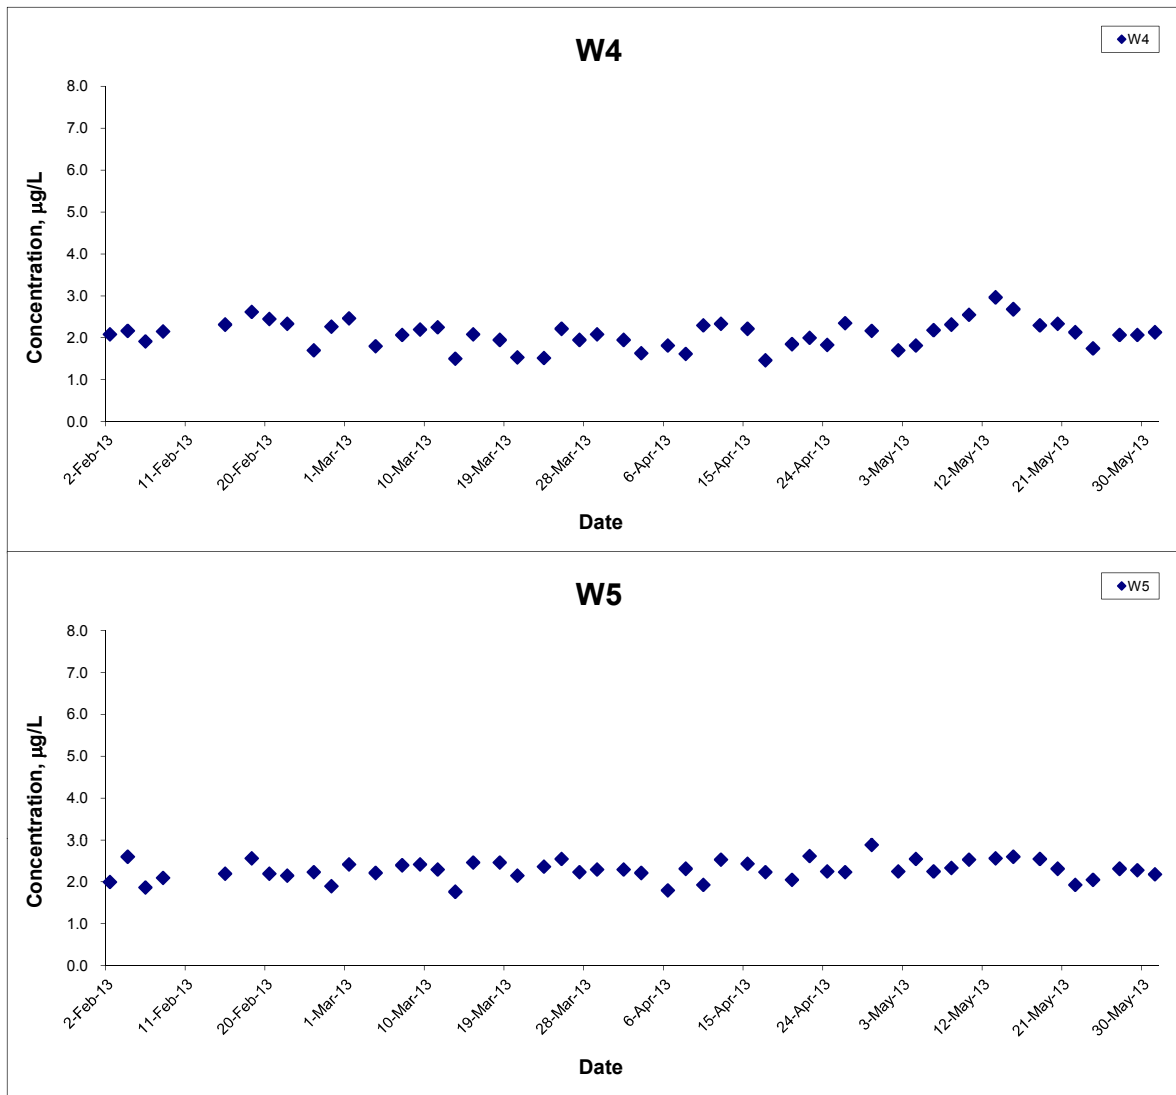 W4
W4
Concentration, µg/L
8.0
7.0
6.0
5.0
4.0
3.0
2.0
1.0
0.0
2-Feb-13
11-Feb-13
20-Feb-13
1-Mar-13
10-Mar-13
19-Mar-13
28-Mar-13
6-Apr-13
15-Apr-13
24-Apr-13
3-May-13
12-May-13
21-May-13
30-May-13
Date
W5
W5
Concentration, µg/L
8.0
7.0
6.0
5.0
4.0
3.0
2.0
1.0
0.0
2-Feb-13
11-Feb-13
20-Feb-13
1-Mar-13
10-Mar-13
19-Mar-13
28-Mar-13
6-Apr-13
15-Apr-13
24-Apr-13
3-May-13
12-May-13
21-May-13
30-May-13
Date